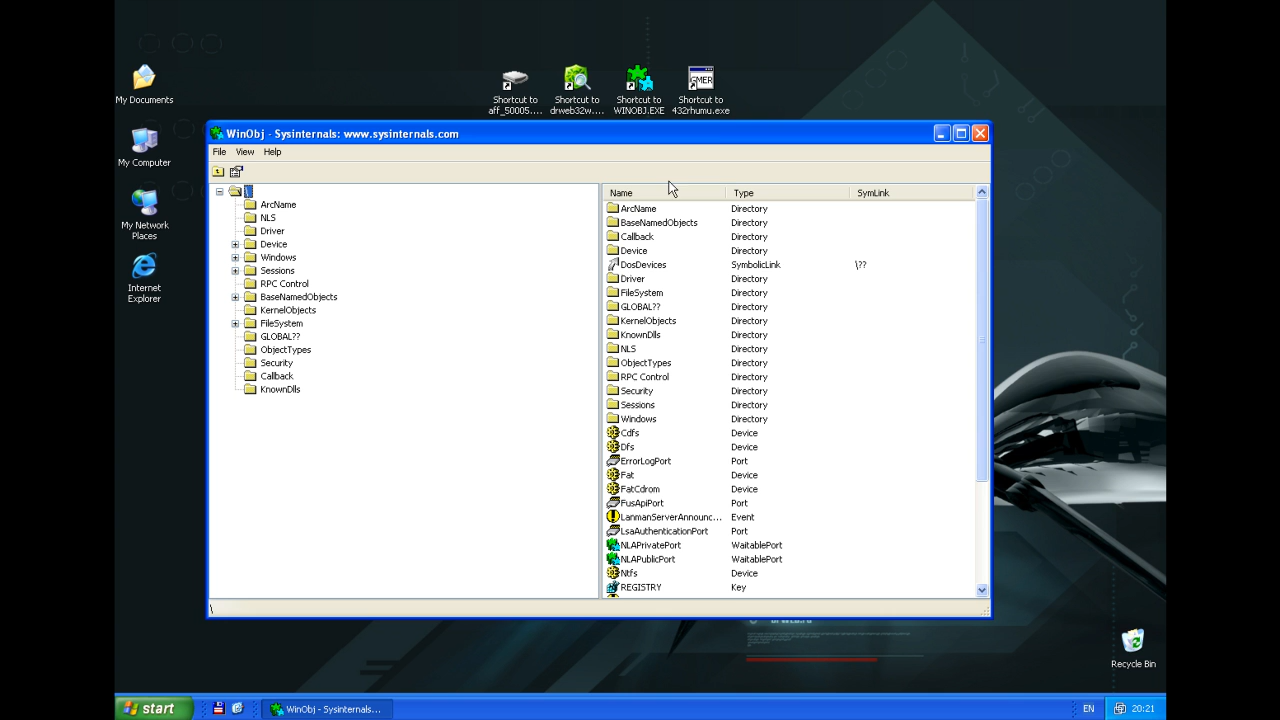 My Documents
My Computer
My Network
Places
Internet
Explorer
Shortcut to
aff_50005....
Shortcut to
drweb32w....
Shortcut to
WINOBJ.EXE
GMER
Shortcut to
432rhumu.exe
WinObj - Sysinternals: www.sysinternals.com
File View Help
\
ArcName
NLS
Driver
Device
Windows
Sessions
RPC Control
BaseNamedObjects
KernelObjects
FileSystem
GLOBAL??
ObjectTypes
Security
Callback
KnownDlls
Name Type SymLink
ArcName Directory
BaseNamedObjects Directory
Callback Directory
Device Directory
DosDevices SymbolicLink \??
Driver Directory
FileSystem Directory
GLOBAL?? Directory
KernelObjects Directory
KnownDlls Directory
NLS Directory
ObjectTypes Directory
RPC Control Directory
Security Directory
Sessions Directory
Windows Directory
Cdfs Device
Dfs Device
ErrorLogPort Port
Fat Device
FatCdrom Device
FusApiPort Port
LanmanServerAnnounc... Event
LsaAuthenticationPort Port
NLAPrivatePort WaitablePort
NLAPublicPort WaitablePort
Ntfs Device
REGISTRY Key
\
Recycle Bin
start
WinObj - Sysinternals...
EN
20:21